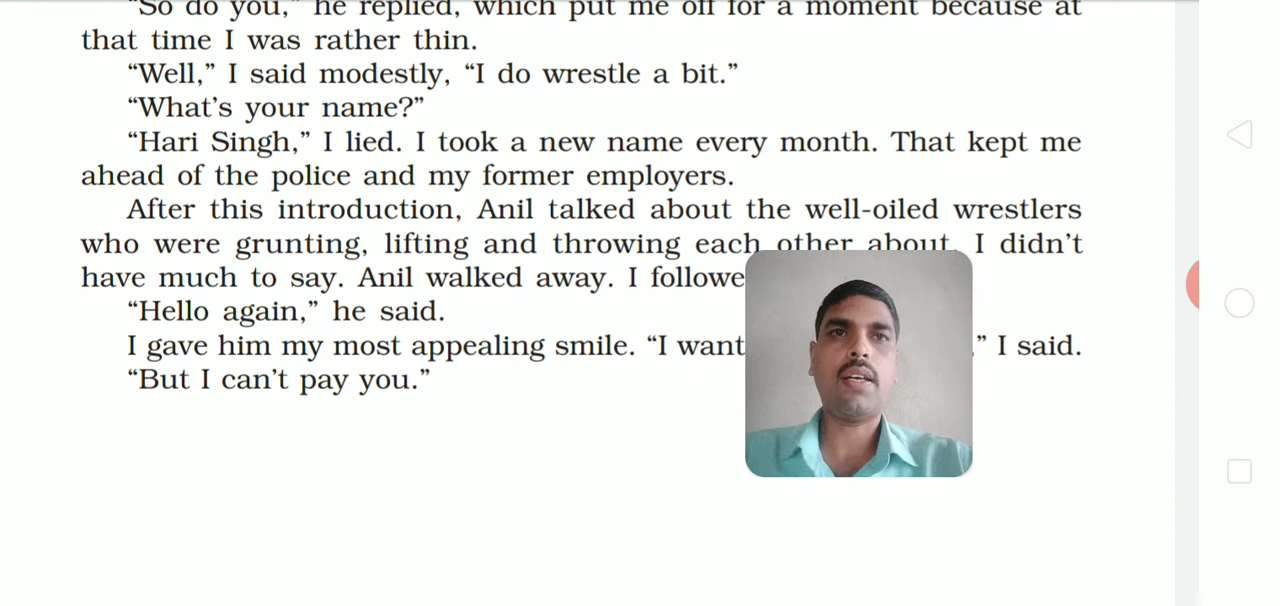 “So do you,” he replied, which put me off for a moment because at
that time I was rather thin.
“Well,” I said modestly, “I do wrestle a bit.”
“What’s your name?”
“Hari Singh,” I lied. I took a new name every month. That kept me
ahead of the police and my former employers.
After this introduction, Anil talked about the well-oiled wrestlers
who were grunting, lifting and throwing each other about. I didn’t
have much to say. Anil walked away. I followe
“Hello again,” he said.
I gave him my most appealing smile. “I want ” I said.
“But I can’t pay you.”